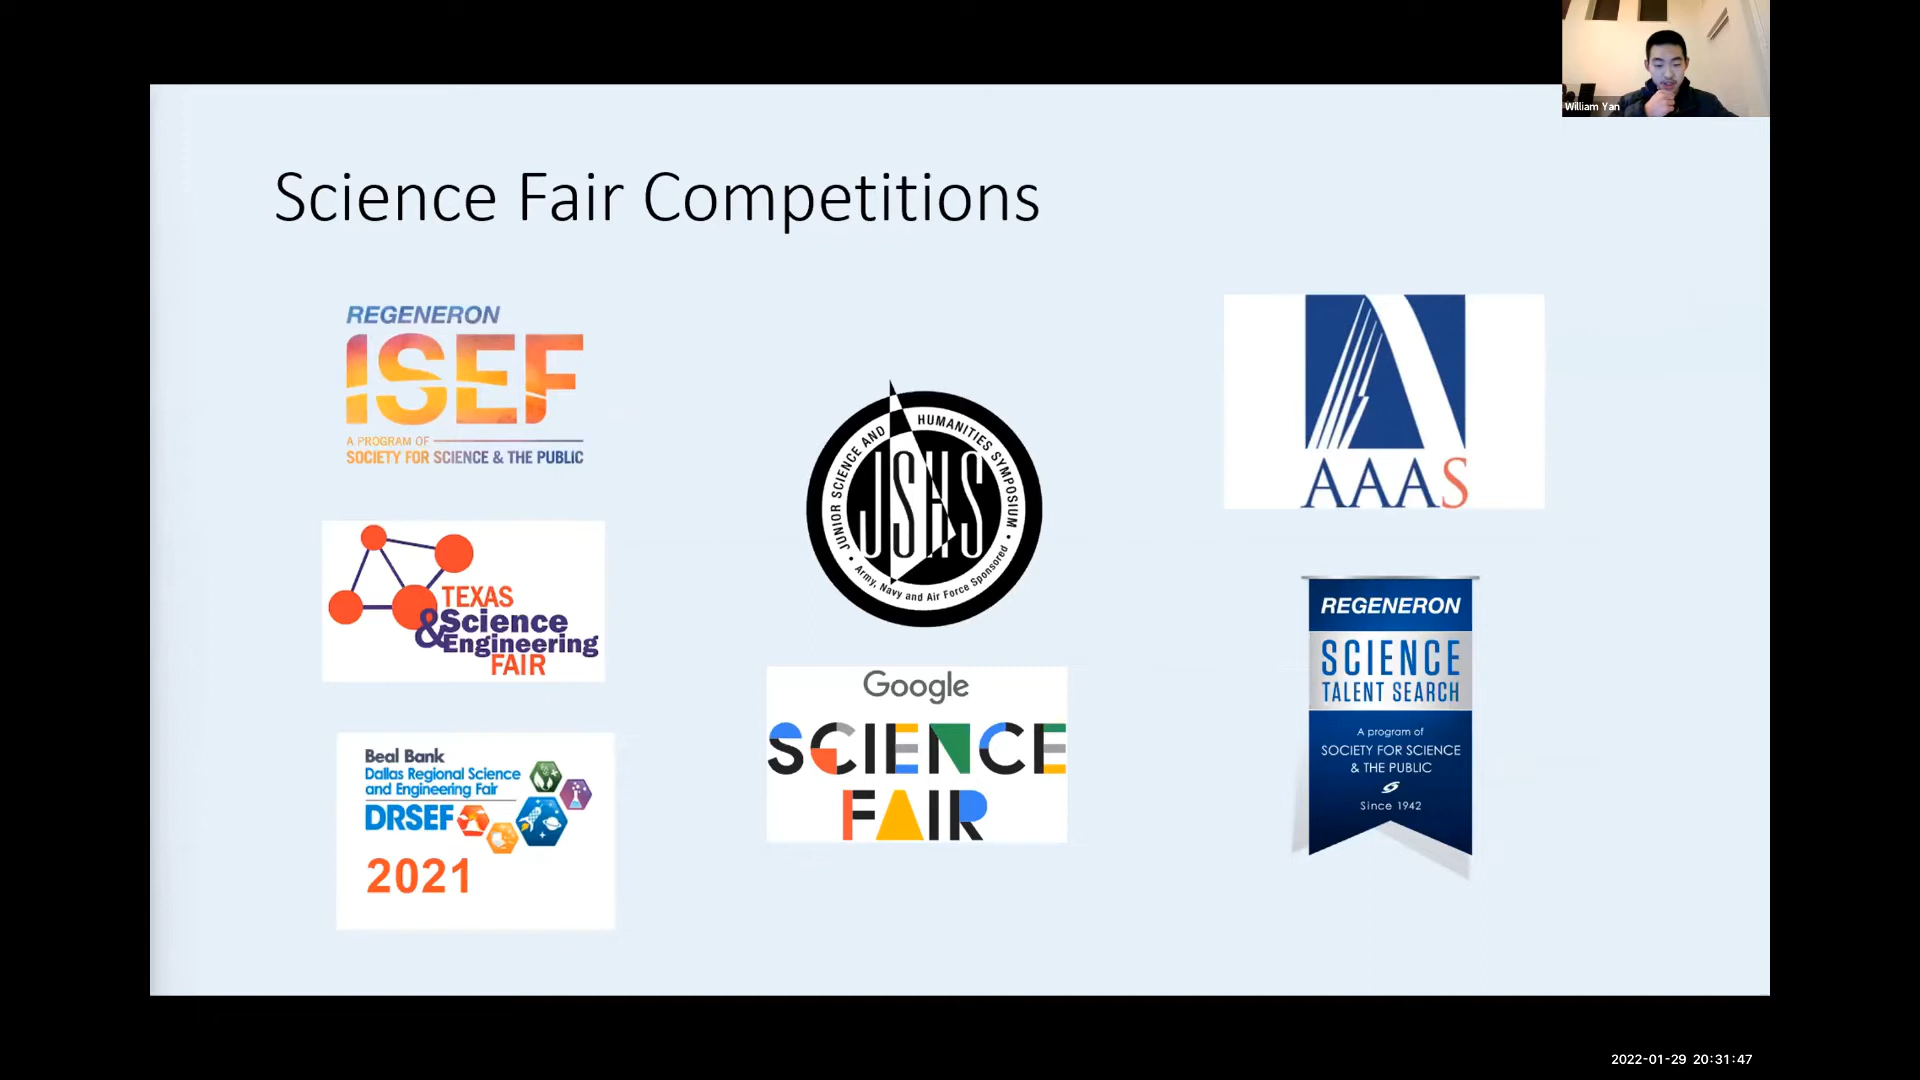 William Yan
Science Fair Competitions
REGENERON
ISEF
A PROGRAM OF
SOCIETY FOR SCIENCE & THE PUBLIC
TEXAS
&Science
Engineering
FAIR
Beal Bank
Dallas Regional Science
and Engineering Fair
DRSEF
2021
JUNIOR SCIENCE AND HUMANITIES SYMPOSIUM
JSHS
• Army, Navy and Air Force Sponsored •
Google
SCIENCE
FAIR
AAAS
REGENERON
SCIENCE
TALENT SEARCH
A program of
SOCIETY FOR SCIENCE
& THE PUBLIC
Since 1942
2022-01-29 20:31:47